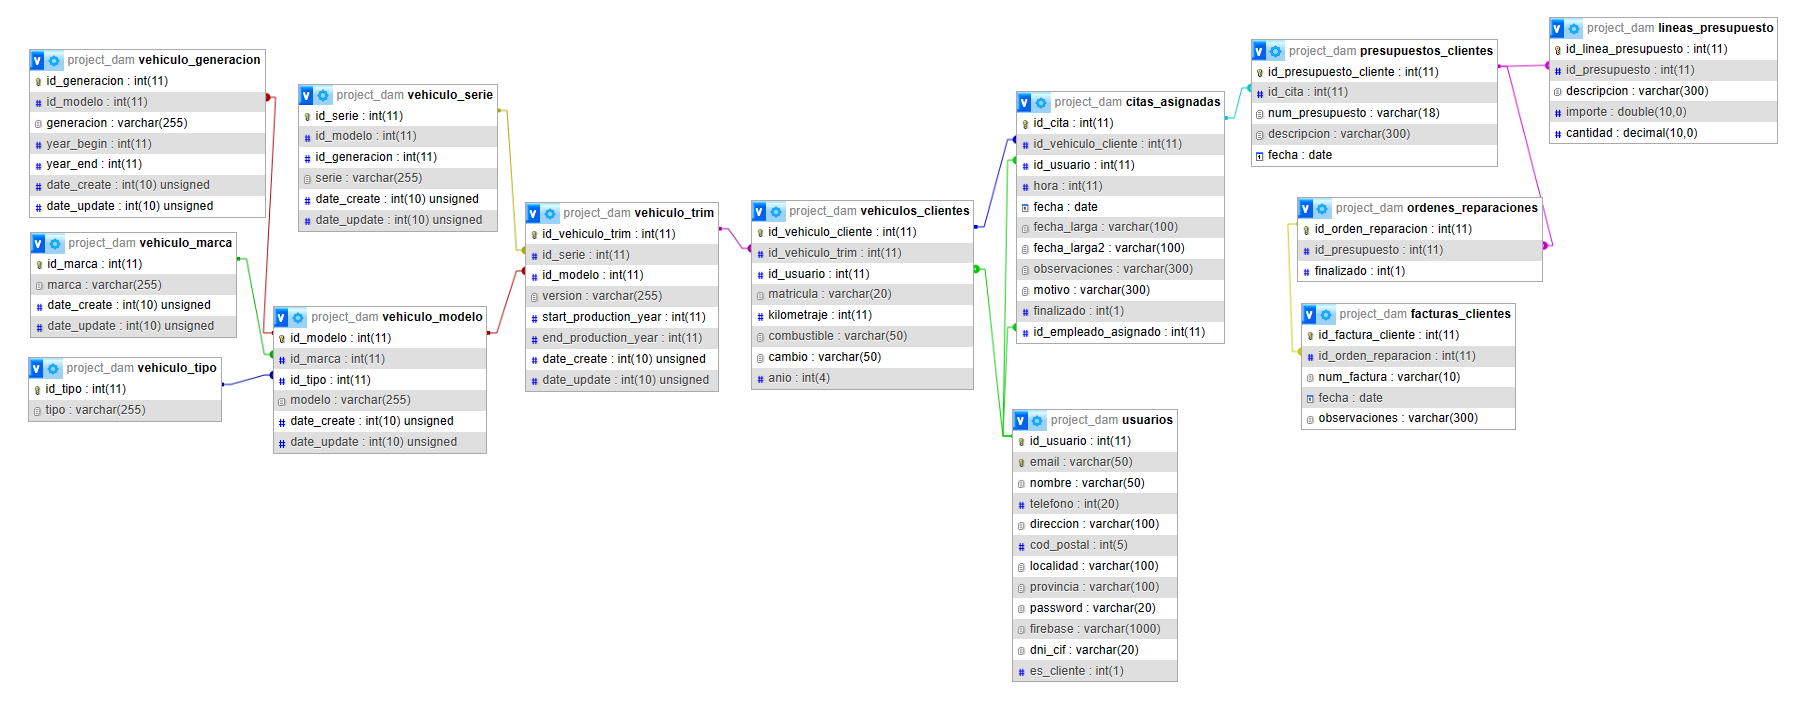 V project_dam vehiculo_generacion
id_generacion : int(11)
# id_modelo : int(11)
generacion : varchar(255)
# year_begin : int(11)
# year_end : int(11)
# date_create : int(10) unsigned
# date_update : int(10) unsigned
V project_dam vehiculo_marca
id_marca : int(11)
marca : varchar(255)
# date_create : int(10) unsigned
# date_update : int(10) unsigned
V project_dam vehiculo_tipo
id_tipo : int(11)
tipo : varchar(255)
V project_dam vehiculo_serie
id_serie : int(11)
# id_modelo : int(11)
# id_generacion : int(11)
serie : varchar(255)
# date_create : int(10) unsigned
# date_update : int(10) unsigned
V project_dam vehiculo_modelo
id_modelo : int(11)
# id_marca : int(11)
# id_tipo : int(11)
modelo : varchar(255)
# date_create : int(10) unsigned
# date_update : int(10) unsigned
V project_dam vehiculo_trim
id_vehiculo_trim : int(11)
# id_serie : int(11)
# id_modelo : int(11)
version : varchar(255)
# start_production_year : int(11)
# end_production_year : int(11)
# date_create : int(10) unsigned
# date_update : int(10) unsigned
V project_dam vehiculos_clientes
id_vehiculo_cliente : int(11)
# id_vehiculo_trim : int(11)
# id_usuario : int(11)
matricula : varchar(20)
# kilometraje : int(11)
combustible : varchar(50)
cambio : varchar(50)
# anio : int(4)
V project_dam citas_asignadas
id_cita : int(11)
# id_vehiculo_cliente : int(11)
# id_usuario : int(11)
# hora : int(11)
fecha : date
fecha_larga : varchar(100)
fecha_larga2 : varchar(100)
observaciones : varchar(300)
motivo : varchar(300)
# finalizado : int(1)
# id_empleado_asignado : int(11)
V project_dam usuarios
id_usuario : int(11)
email : varchar(50)
nombre : varchar(50)
# telefono : int(20)
direccion : varchar(100)
# cod_postal : int(5)
localidad : varchar(100)
provincia : varchar(100)
password : varchar(20)
firebase : varchar(1000)
dni_cif : varchar(20)
# es_cliente : int(1)
V project_dam presupuestos_clientes
id_presupuesto_cliente : int(11)
# id_cita : int(11)
num_presupuesto : varchar(18)
descripcion : varchar(300)
fecha : date
V project_dam lineas_presupuesto
id_linea_presupuesto : int(11)
# id_presupuesto : int(11)
descripcion : varchar(300)
# importe : double(10,0)
# cantidad : decimal(10,0)
V project_dam ordenes_reparaciones
id_orden_reparacion : int(11)
# id_presupuesto : int(11)
# finalizado : int(1)
V project_dam facturas_clientes
id_factura_cliente : int(11)
# id_orden_reparacion : int(11)
num_factura : varchar(10)
fecha : date
observaciones : varchar(300)